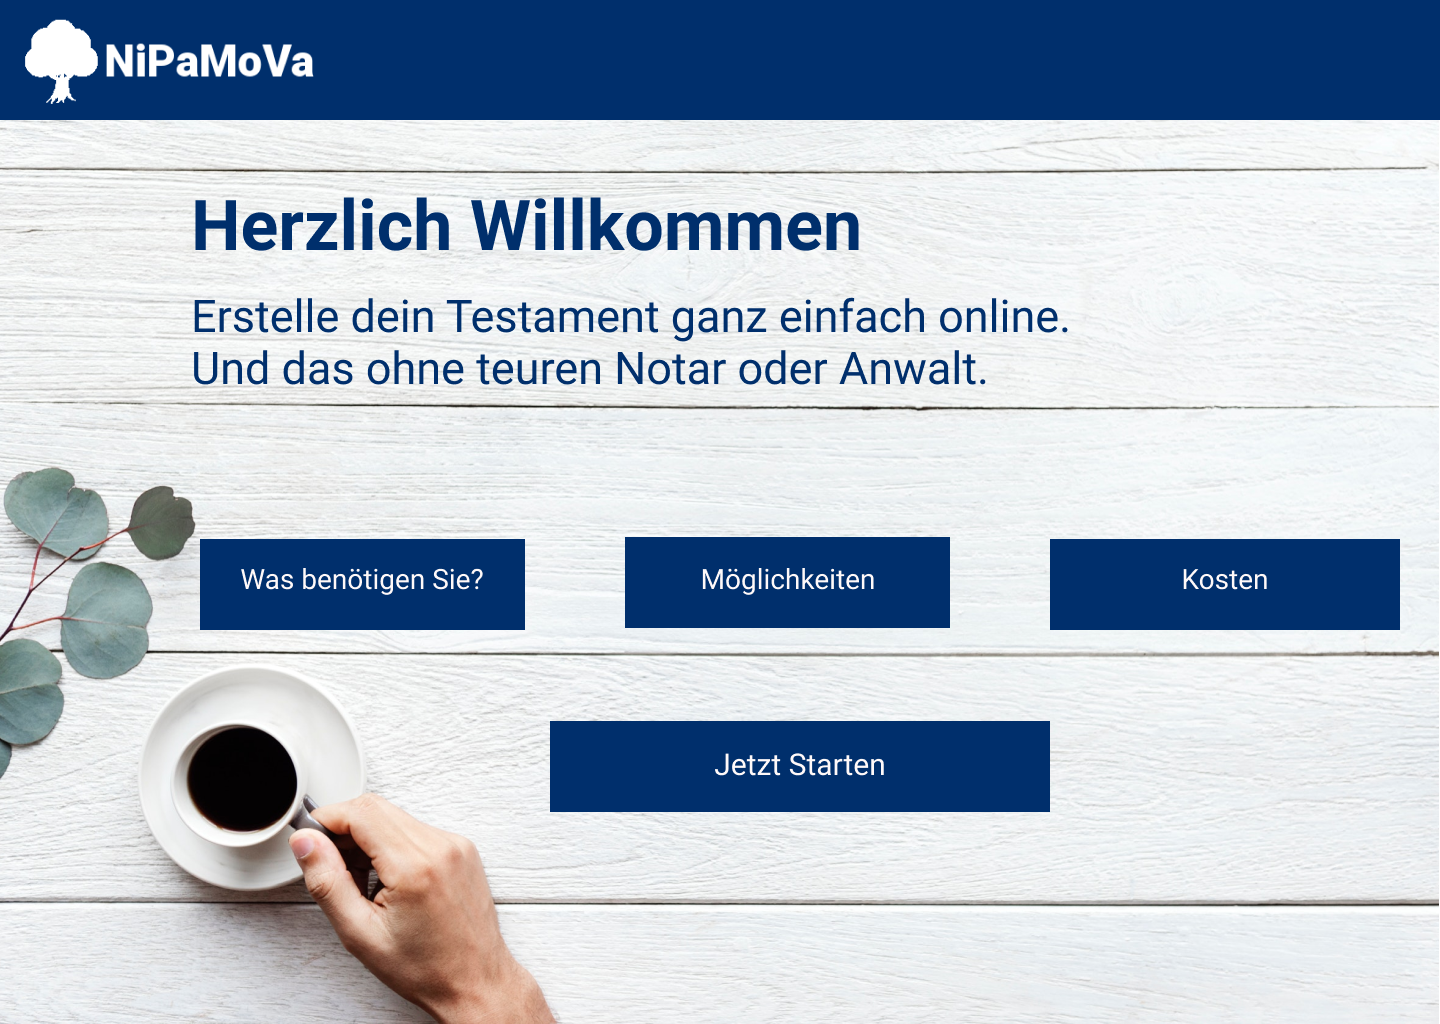 NiPaMoVa
Herzlich Willkommen
Erstelle dein Testament ganz einfach online.
Und das ohne teuren Notar oder Anwalt.
Was benötigen Sie?
Möglichkeiten
Kosten
Jetzt Starten